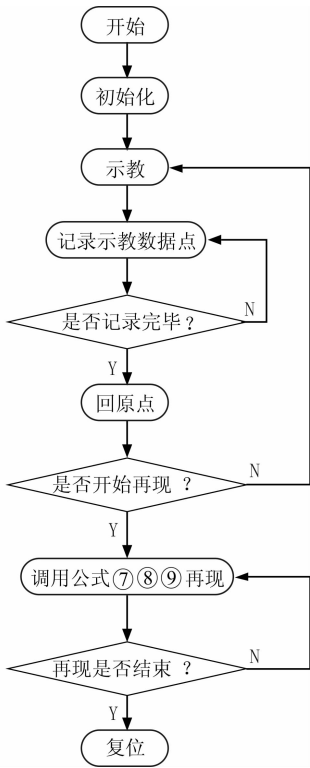 开始
初始化
示教
记录示教数据点
是否记录完毕？
N
Y
回原点
是否开始再现 ？
N
Y
调用公式⑦⑧⑨再现
再现是否结束 ？
N
Y
复位